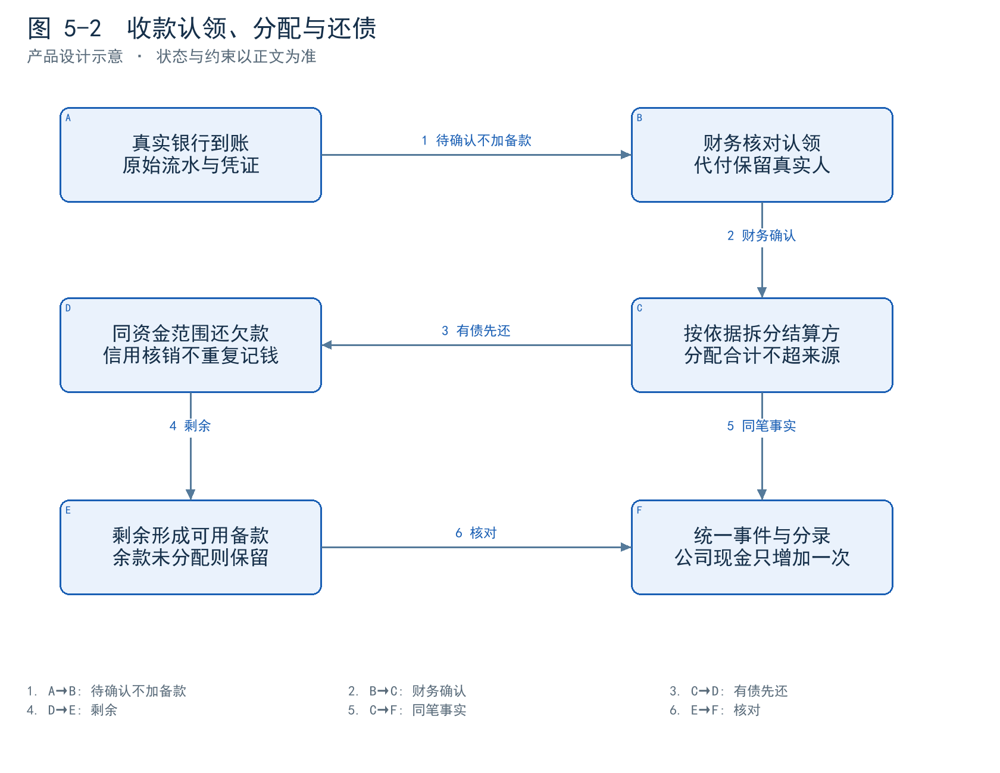 图 5-2  收款认领、分配与还债
产品设计示意 · 状态与约束以正文为准
A
真实银行到账
原始流水与凭证
1 待确认不加备款
B
财务核对认领
代付保留真实人
2 财务确认
D
同资金范围还欠款
信用核销不重复记钱
3 有债先还
C
按依据拆分结算方
分配合计不超来源
4 剩余
5 同笔事实
E
剩余形成可用备款
余款未分配则保留
6 核对
F
统一事件与分录
公司现金只增加一次
1. A→B: 待确认不加备款
2. B→C: 财务确认
3. C→D: 有债先还
4. D→E: 剩余
5. C→F: 同笔事实
6. E→F: 核对